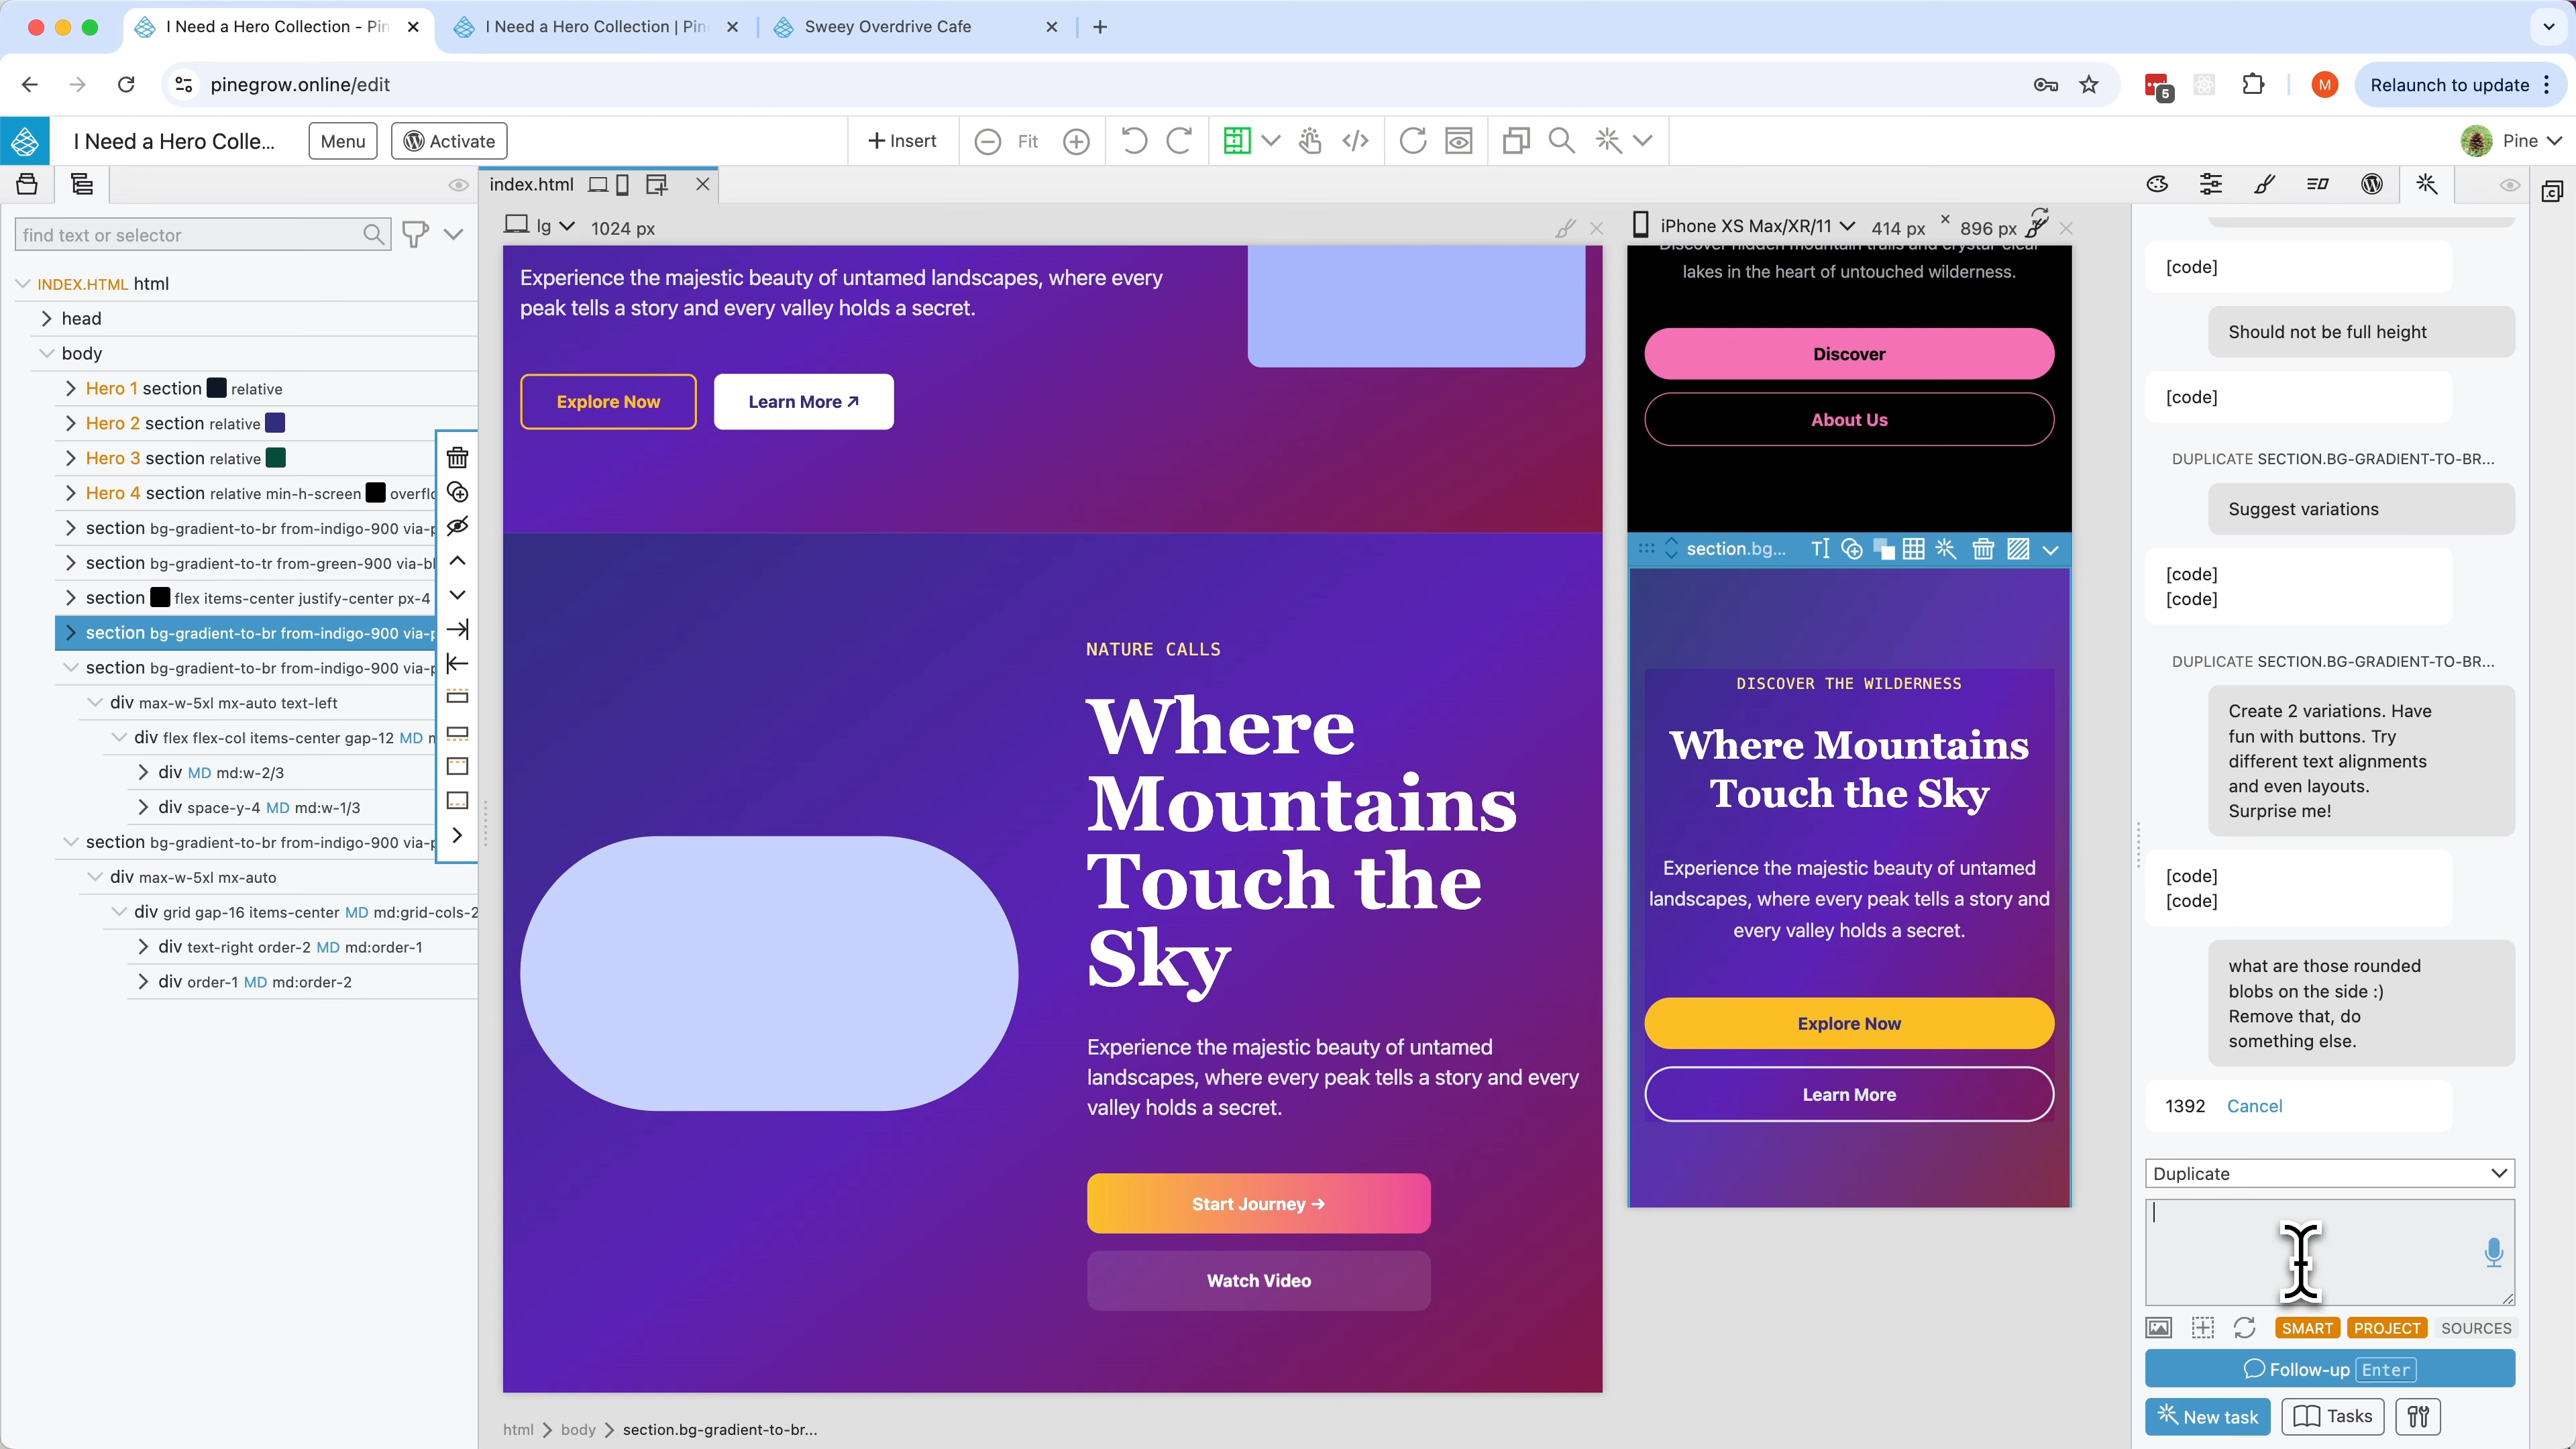 I Need a Hero Collection - Pin
I Need a Hero Collection | Pin
Sweey Overdrive Cafe
pinegrow.online/edit
5
M
Relaunch to update
I Need a Hero Colle...
Menu
Activate
Insert
Fit
Pine
index.html
find text or selector
lg
1024 px
iPhone XS Max/XR/11
414 px
×
896 px
INDEX.HTML html
head
body
Hero 1 section relative
Hero 2 section relative
Hero 3 section relative
Hero 4 section relative min-h-screen overflo
section bg-gradient-to-br from-indigo-900 via-p
section bg-gradient-to-tr from-green-900 via-bl
section flex items-center justify-center px-4
section bg-gradient-to-br from-indigo-900 via-p
section bg-gradient-to-br from-indigo-900 via-p
div max-w-5xl mx-auto text-left
div flex flex-col items-center gap-12 MD m
div MD md:w-2/3
div space-y-4 MD md:w-1/3
section bg-gradient-to-br from-indigo-900 via-p
div max-w-5xl mx-auto
div grid gap-16 items-center MD md:grid-cols-2
div text-right order-2 MD md:order-1
div order-1 MD md:order-2
Experience the majestic beauty of untamed landscapes, where every
peak tells a story and every valley holds a secret.
Explore Now
Learn More ↗
NATURE CALLS
Where
Mountains
Touch the
Sky
Experience the majestic beauty of untamed
landscapes, where every peak tells a story and every
valley holds a secret.
Start Journey →
Watch Video
html
body
section.bg-gradient-to-br...
Discover hidden mountain trails and crystal-clear
lakes in the heart of untouched wilderness.
Discover
About Us
section.bg...
DISCOVER THE WILDERNESS
Where Mountains
Touch the Sky
Experience the majestic beauty of untamed
landscapes, where every peak tells a story and
every valley holds a secret.
Explore Now
Learn More
[code]
Should not be full height
[code]
DUPLICATE SECTION.BG-GRADIENT-TO-BR...
Suggest variations
[code]
[code]
DUPLICATE SECTION.BG-GRADIENT-TO-BR...
Create 2 variations. Have
fun with buttons. Try
different text alignments
and even layouts.
Surprise me!
[code]
[code]
what are those rounded
blobs on the side :)
Remove that, do
something else.
1392 Cancel
Duplicate
SMART
PROJECT
SOURCES
Follow-up Enter
New task
Tasks